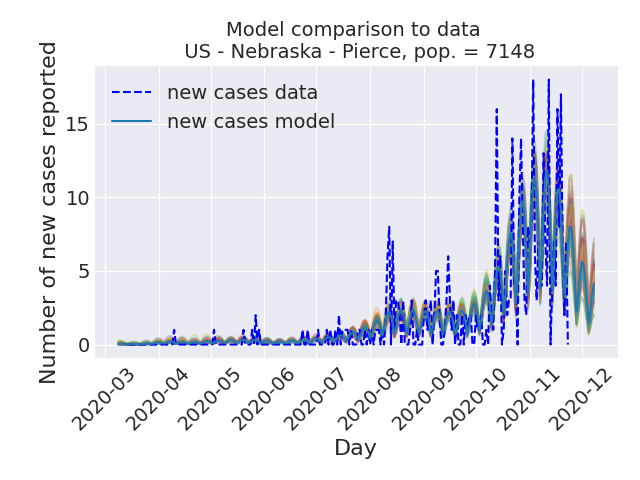 Model comparison to data
US - Nebraska - Pierce, pop. = 7148
new cases data
new cases model
Number of new cases reported
15
10
5
0
2020-03
2020-04
2020-05
2020-06
2020-07
2020-08
2020-09
2020-10
2020-11
2020-12
Day